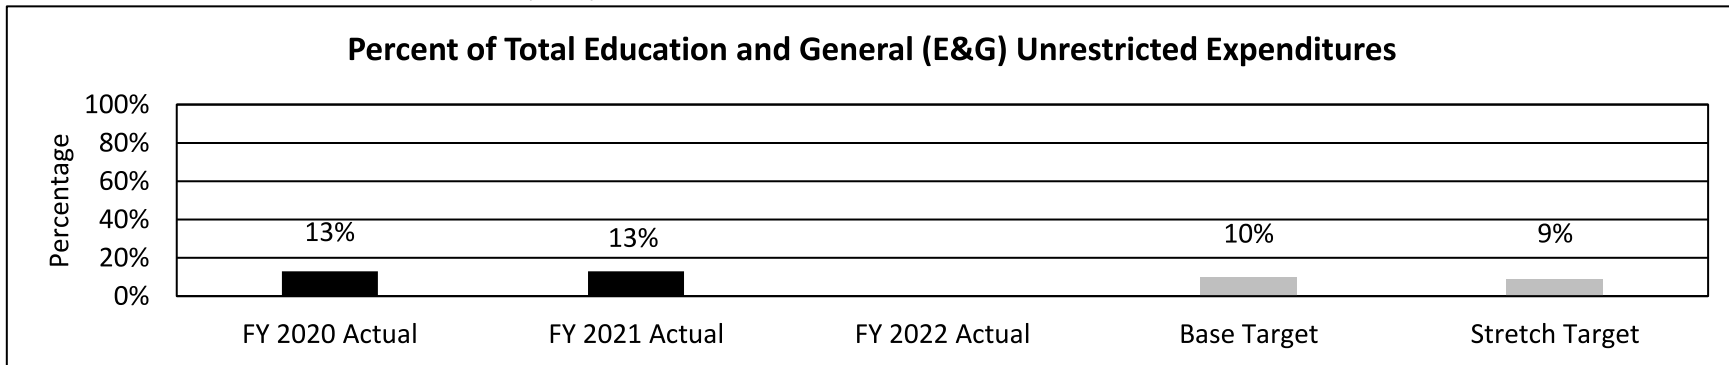 Percent of Total Education and General (E&G) Unrestricted Expenditures
Percentage
100%
80%
60%
40%
20%
0%
13%
13%
10%
9%
FY 2020 Actual
FY 2021 Actual
FY 2022 Actual
Base Target
Stretch Target